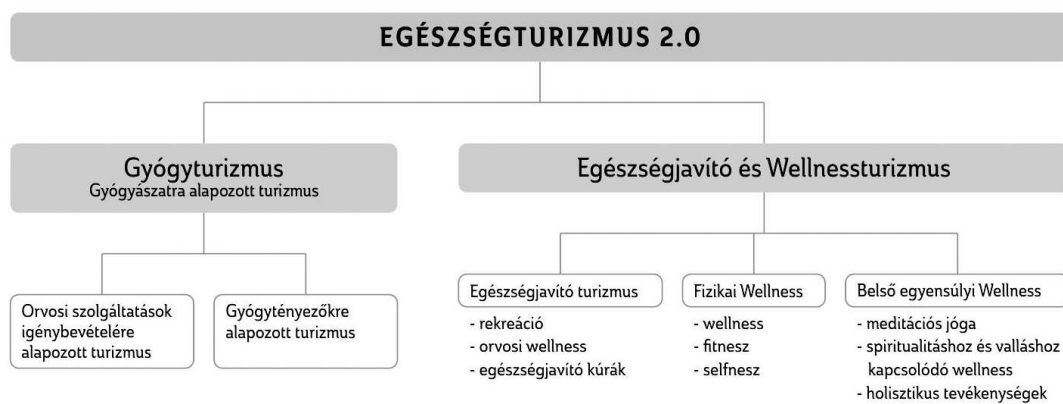 EGÉSZSÉGTURIZMUS 2.0
Gyógyturizmus
Gyógyászatra alapozott turizmus
Egészségjavító és Wellnessturizmus
Orvosi szolgáltatások
igénybevételére
alapozott turizmus
Gyógytényezőkre
alapozott turizmus
Egészségjavító turizmus
- rekreáció
- orvosi wellness
- egészségjavító kúrák
Fizikai Wellness
- wellness
- fitnesz
- selfnesz
Belső egyensúlyi Wellness
- meditációs jóga
- spiritualitáshoz és valláshoz
kapcsolódó wellness
- holisztikus tevékenységek